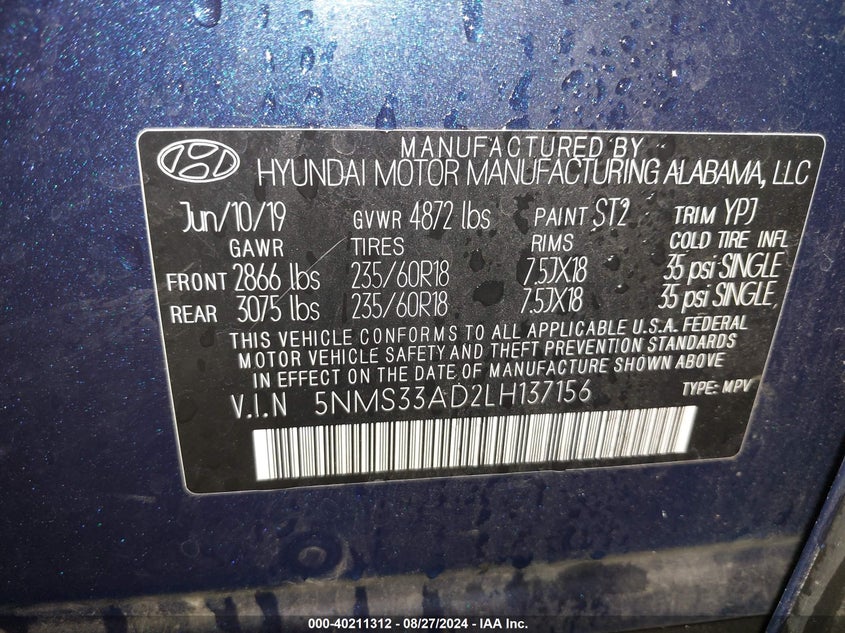 MANUFACTURED BY
HYUNDAI MOTOR MANUFACTURING ALABAMA, LLC
Jun/10/19 GVWR 4872 lbs PAINT ST2 TRIM YPJ
GAWR TIRES RIMS COLD TIRE INFL
FRONT 2866 lbs 235/60R18 7.5JX18 35 psi SINGLE
REAR 3075 lbs 235/60R18 7.5JX18 35 psi SINGLE
THIS VEHICLE CONFORMS TO ALL APPLICABLE U.S.A. FEDERAL
MOTOR VEHICLE SAFETY AND THEFT PREVENTION STANDARDS
IN EFFECT ON THE DATE OF MANUFACTURE SHOWN ABOVE
V.I.N 5NMS33AD2LH137156 TYPE: MPV
000-40211312 - 08/27/2024 - IAA Inc.